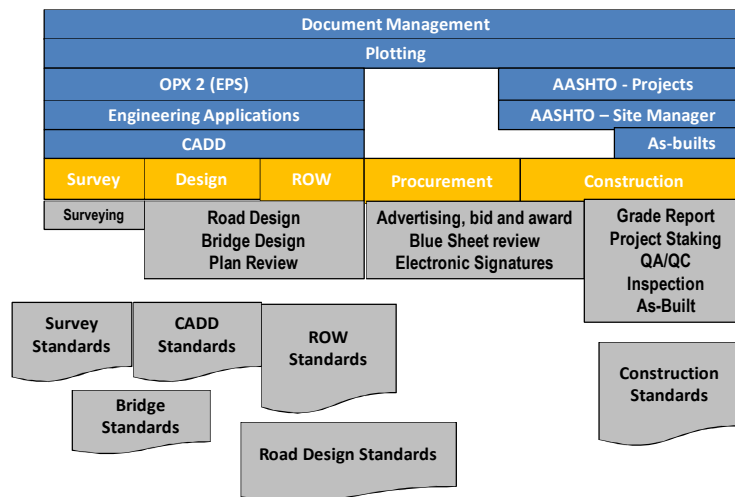 Document Management
Plotting
OPX 2 (EPS)
AASHTO - Projects
Engineering Applications
AASHTO – Site Manager
CADD
As-builts
Survey
Design
ROW
Procurement
Construction
Surveying
Road Design
Bridge Design
Plan Review
Advertising, bid and award
Blue Sheet review
Electronic Signatures
Grade Report
Project Staking
QA/QC
Inspection
As-Built
Survey
Standards
CADD
Standards
ROW
Standards
Construction
Standards
Bridge
Standards
Road Design Standards